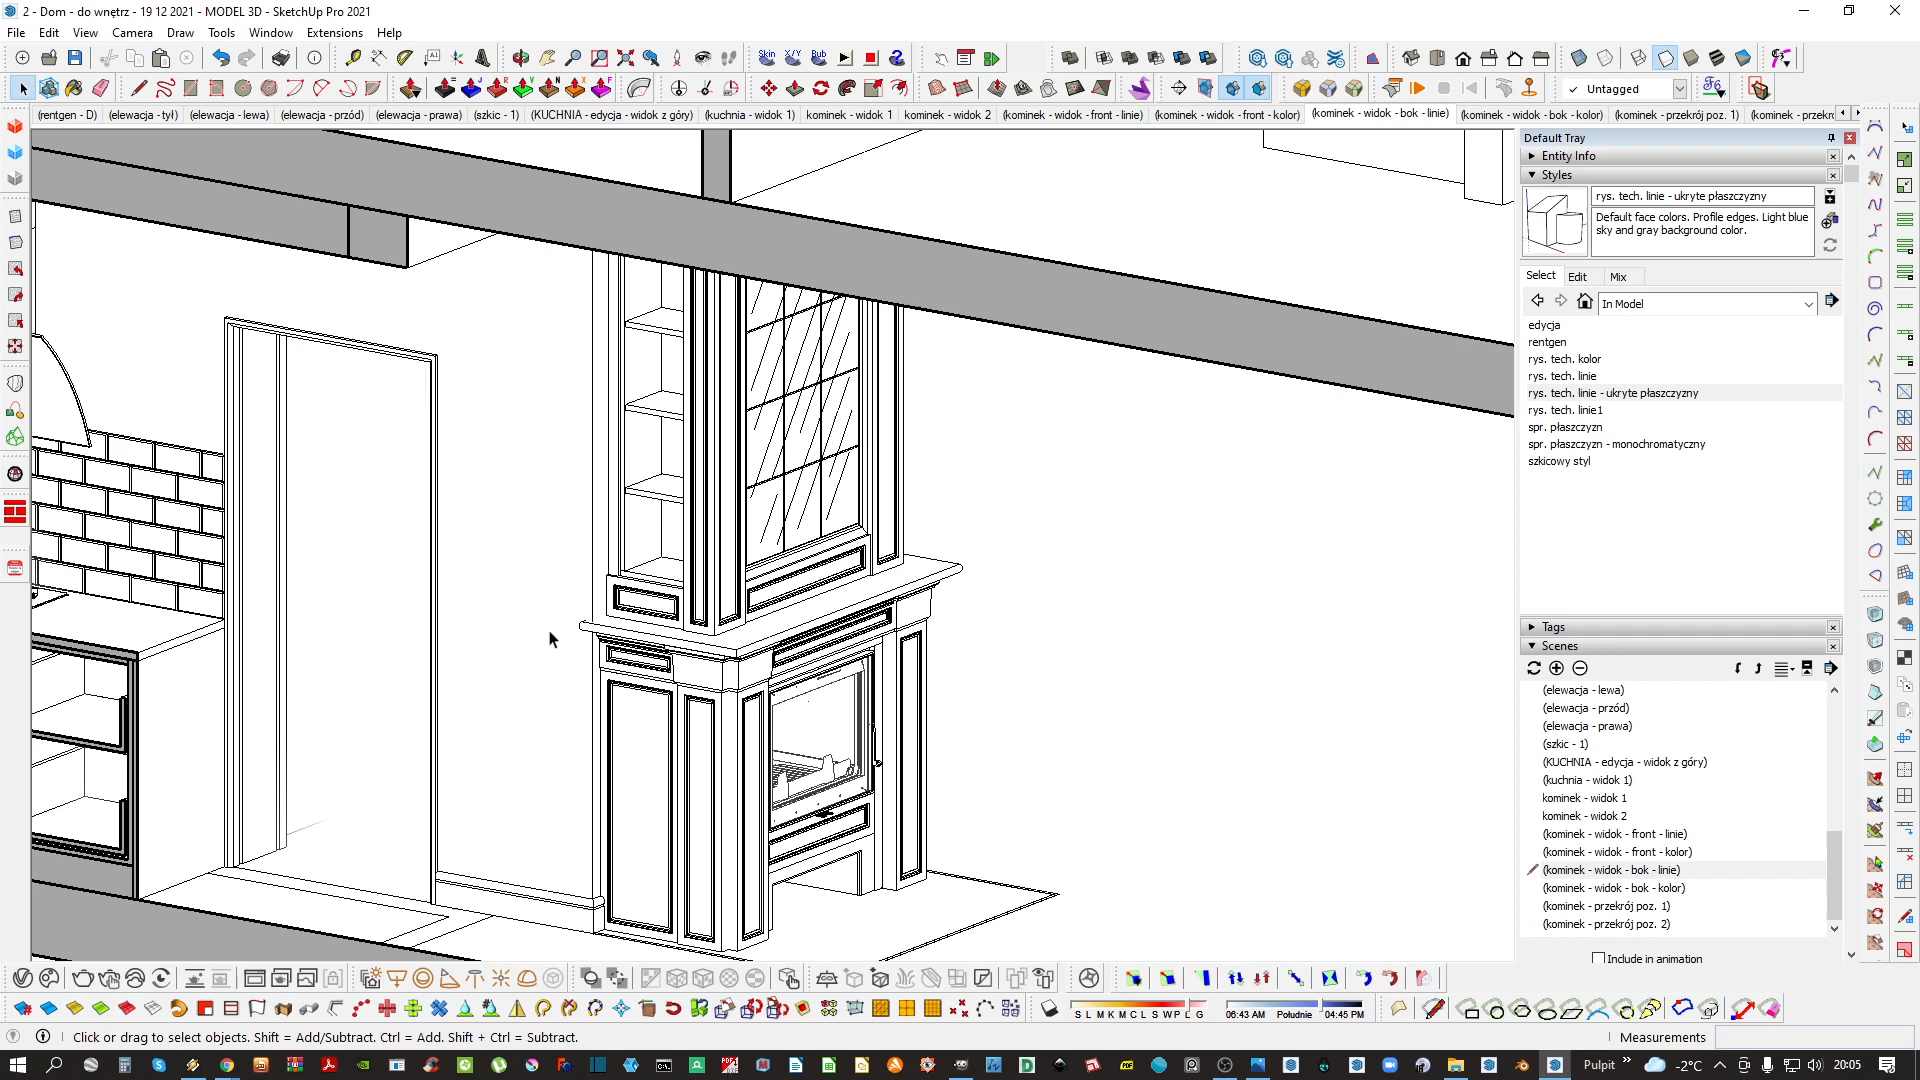 2 - Dom - do wnętrz - 19 12 2021 - MODEL 3D - SketchUp Pro 2021
File Edit View Camera Draw Tools Window Extensions Help
Skin X/Y Bub
Untagged
(rentgen - D) (elewacja - tył) (elewacja - lewa) (elewacja - przód) (elewacja - prawa) (szkic - 1) (KUCHNIA - edycja - widok z góry) (kuchnia - widok 1) kominek - widok 1 kominek - widok 2 (kominek - widok - front - linie) (kominek - widok - front - kolor) (kominek - widok - bok - linie) (kominek - widok - bok - kolor) (kominek - przekrój poz. 1) (kominek - przekro
Default Tray
Entity Info
Styles
rys. tech. linie - ukryte płaszczyzny
Default face colors. Profile edges. Light blue
sky and gray background color.
Select Edit Mix
In Model
edycja
rentgen
rys. tech. kolor
rys. tech. linie
rys. tech. linie - ukryte płaszczyzny
rys. tech. linie1
spr. płaszczyzn
spr. płaszczyzn - monochromatyczny
szkicowy styl
Tags
Scenes
(elewacja - lewa)
(elewacja - przód)
(elewacja - prawa)
(szkic - 1)
(KUCHNIA - edycja - widok z góry)
(kuchnia - widok 1)
kominek - widok 1
kominek - widok 2
(kominek - widok - front - linie)
(kominek - widok - front - kolor)
(kominek - widok - bok - linie)
(kominek - widok - bok - kolor)
(kominek - przekrój poz. 1)
(kominek - przekrój poz. 2)
Include in animation
S L M K M C L S W P L G 06:43 AM Południe 04:45 PM
Click or drag to select objects. Shift = Add/Subtract. Ctrl = Add. Shift + Ctrl = Subtract.
Measurements
Pulpit -2°C 20:05